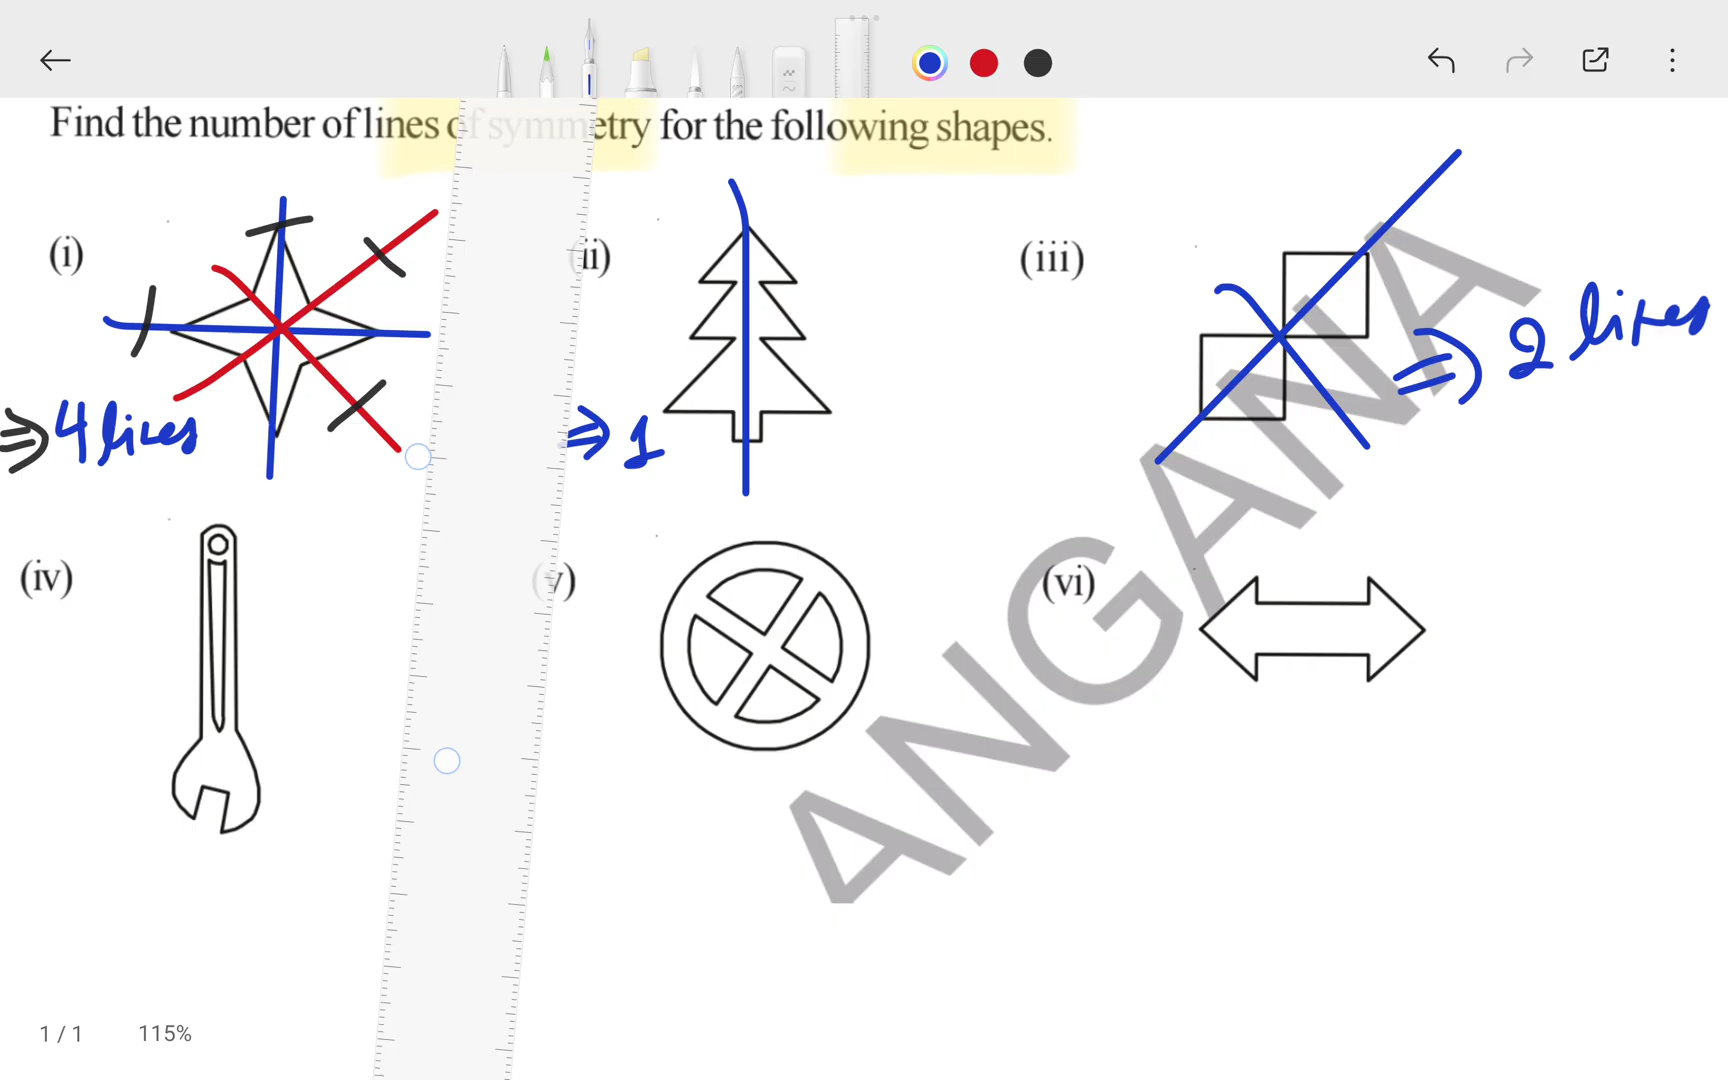 Find the number of lines of symmetry for the following shapes.
(i)
(ii)
(iii)
⇒ 4 lines
⇒ 1
⇒ 2 lines
(iv)
(v)
(vi)
ANGANA
1 / 1
115%